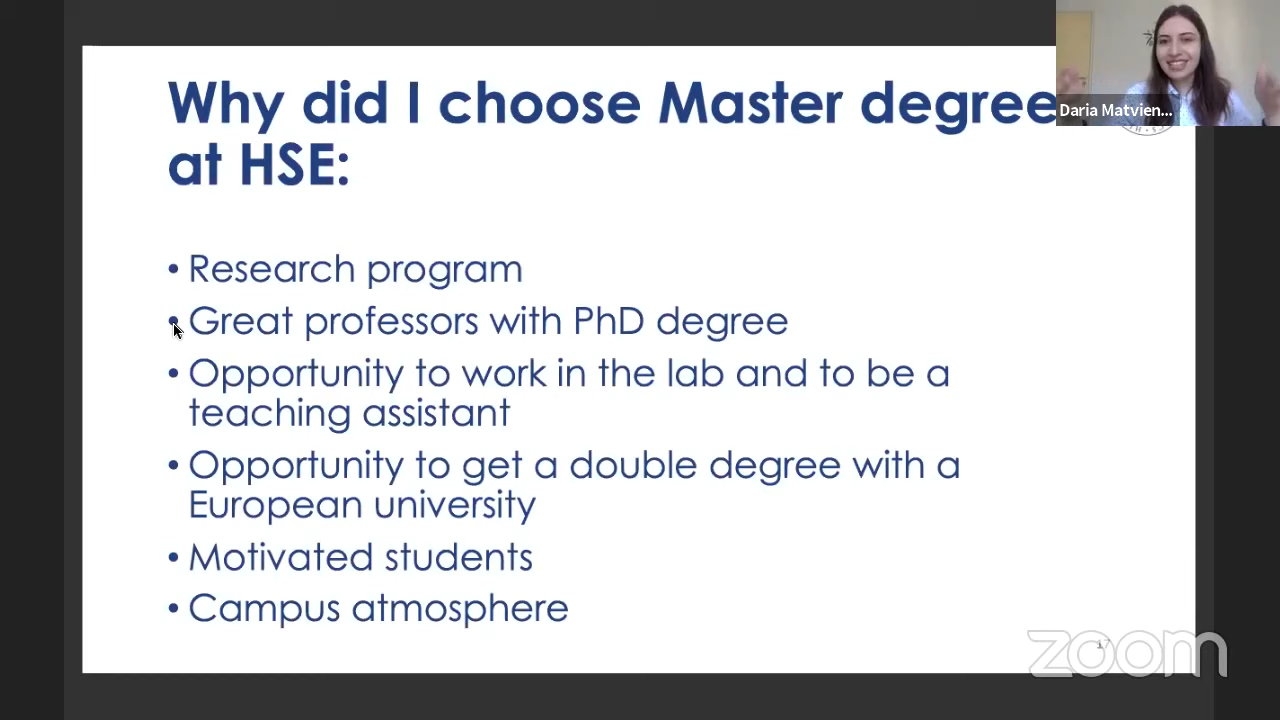 Why did I choose Master degree
at HSE:
Daria Matvien...
• Research program
• Great professors with PhD degree
• Opportunity to work in the lab and to be a
teaching assistant
• Opportunity to get a double degree with a
European university
• Motivated students
• Campus atmosphere
17
zoom